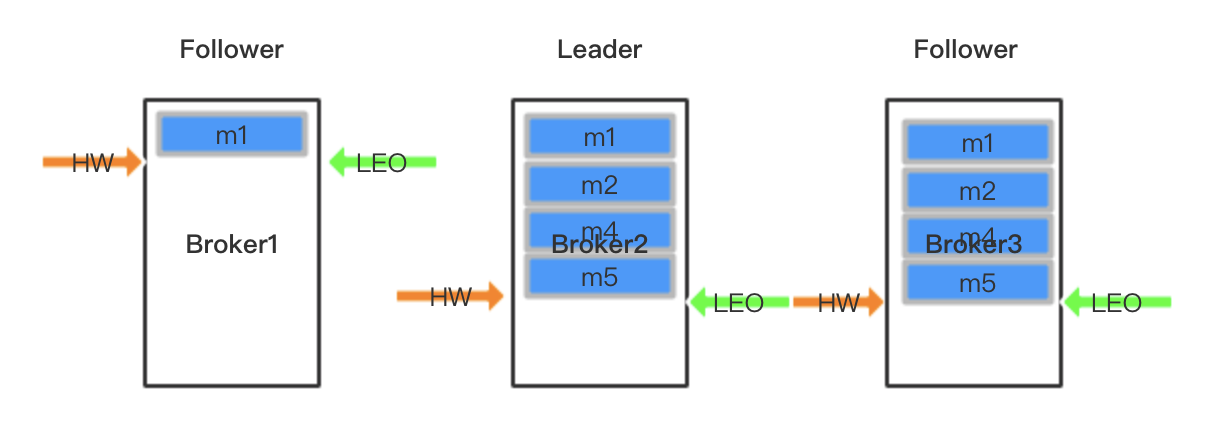 Follower
Leader
Follower
m1
HW
LEO
Broker1
m1
m2
m4
Broker2
m5
HW
LEO
m1
m2
m4
Broker3
m5
HW
LEO